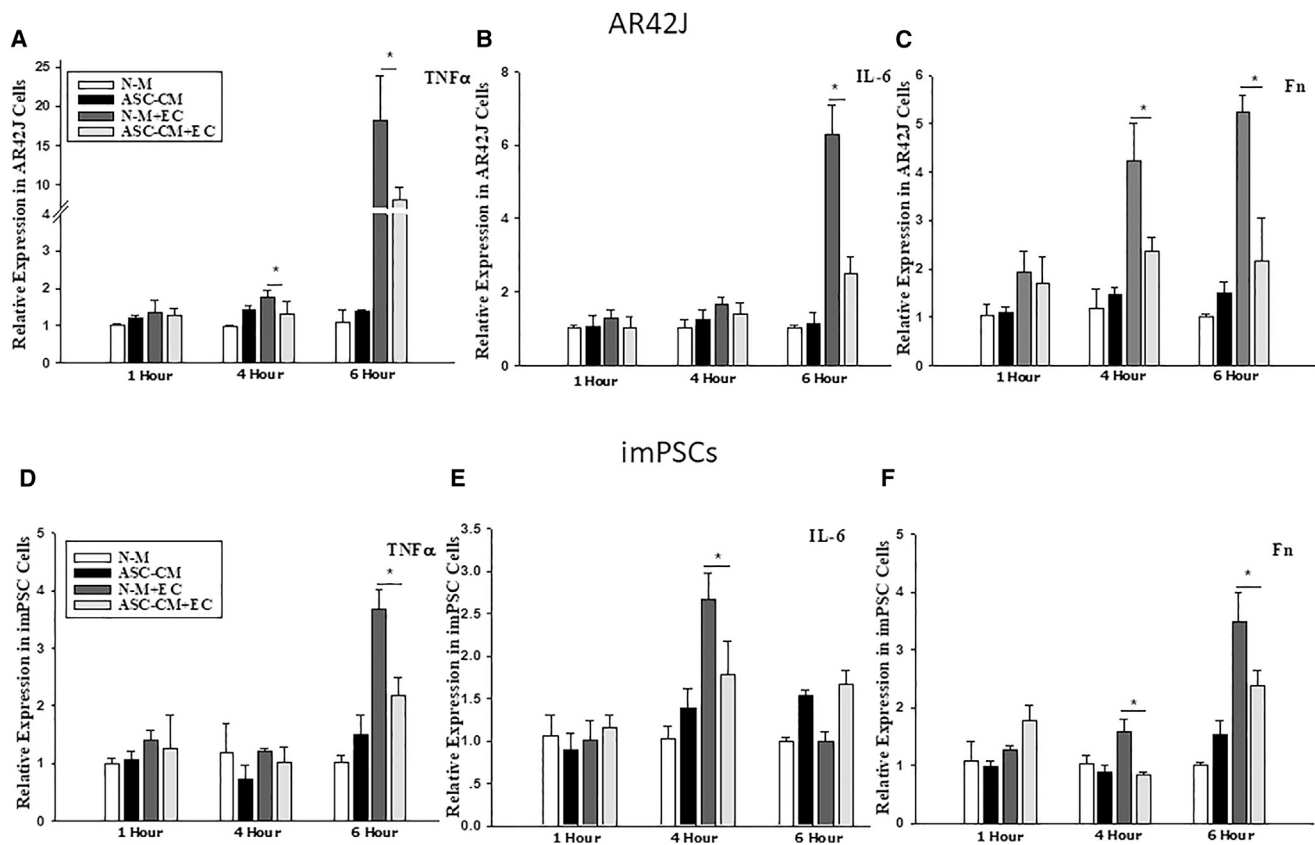 AR42J
A
Relative Expression in AR42J Cells
25
20
15
10
4
2
1
0
N-M
ASC-CM
N-M+EC
ASC-CM+EC
TNFα
*
*
1 Hour
4 Hour
6 Hour
B
Relative Expression in AR42J Cells
8
6
4
2
0
IL-6
*
1 Hour
4 Hour
6 Hour
C
Relative Expression in AR42J Cells
6
5
4
3
2
1
0
Fn
*
*
1 Hour
4 Hour
6 Hour
imPSCs
D
Relative Expression in imPSC Cells
5
4
3
2
1
0
N-M
ASC-CM
N-M+EC
ASC-CM+EC
TNFα
*
1 Hour
4 Hour
6 Hour
E
Relative Expression in imPSC Cells
3.5
3.0
2.5
2.0
1.5
1.0
.5
0.0
IL-6
*
1 Hour
4 Hour
6 Hour
F
Relative Expression in imPSC Cells
5
4
3
2
1
0
Fn
*
*
1 Hour
4 Hour
6 Hour